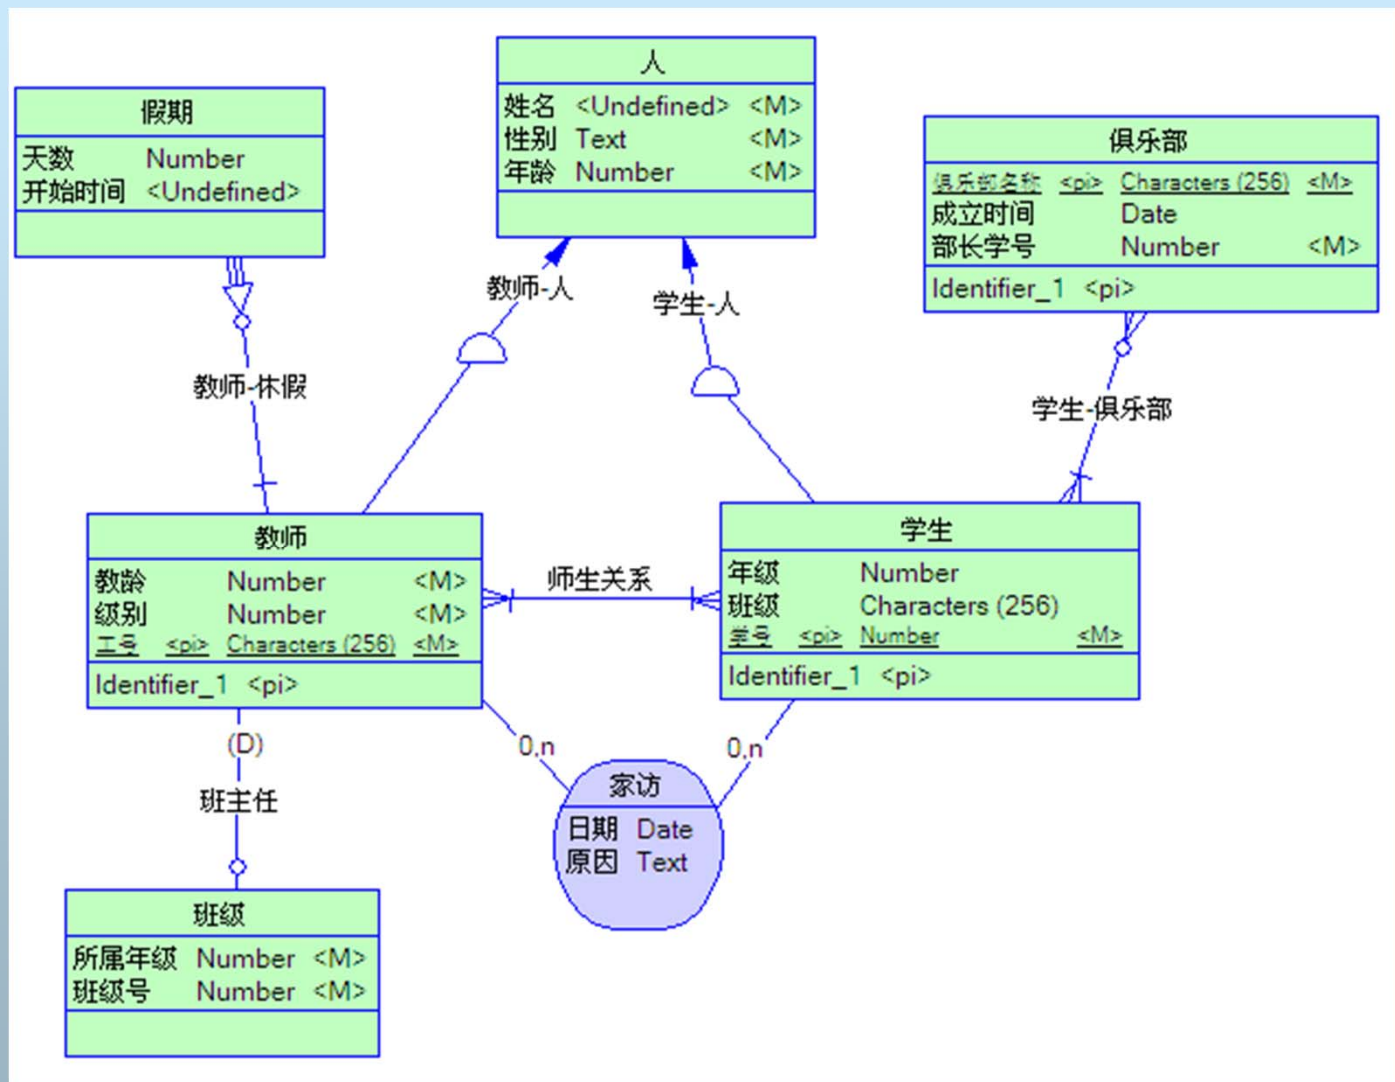 人
姓名 <Undefined> <M>
性别 Text <M>
年龄 Number <M>
假期
天数 Number
开始时间 <Undefined>
俱乐部
俱乐部名称 <pi> Characters (256) <M>
成立时间 Date
部长学号 Number <M>
Identifier_1 <pi>
教师-人
学生-人
教师-休假
学生-俱乐部
教师
教龄 Number <M>
级别 Number <M>
工号 <pi> Characters (256) <M>
Identifier_1 <pi>
师生关系
学生
年级 Number
班级 Characters (256)
学号 <pi> Number <M>
Identifier_1 <pi>
(D)
班主任
0,n
0,n
家访
日期 Date
原因 Text
班级
所属年级 Number <M>
班级号 Number <M>